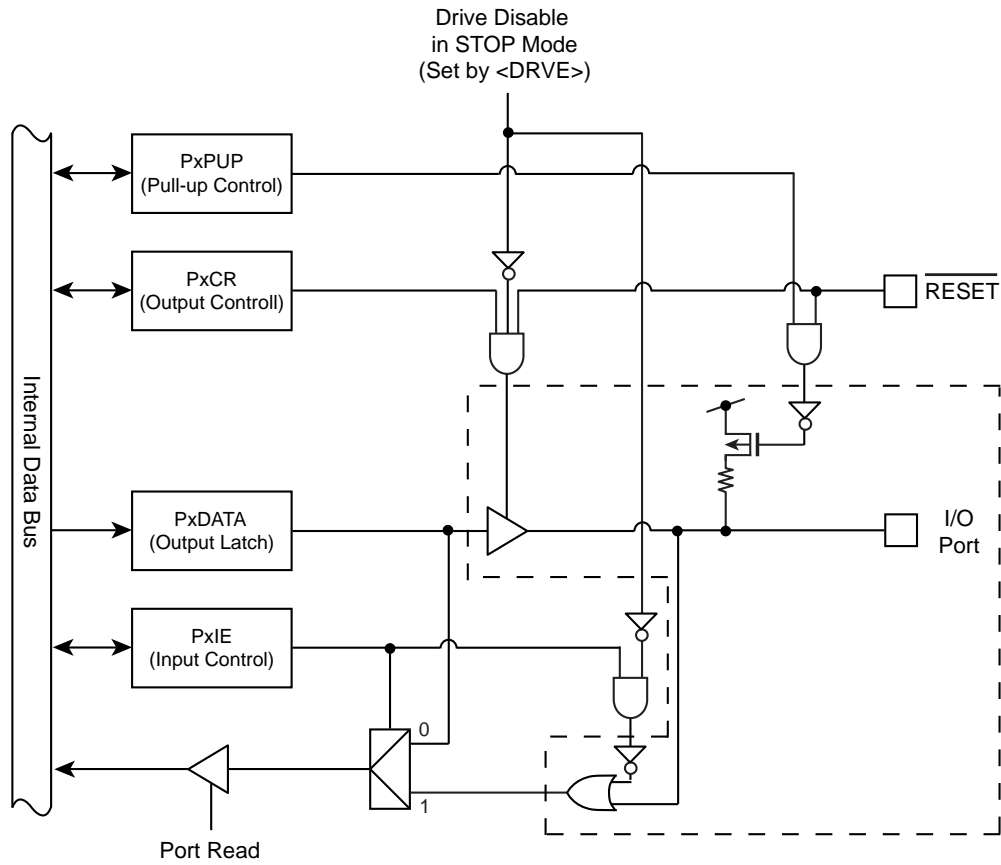 Drive Disable
in STOP Mode
(Set by <DRVE>)
PxPUP
(Pull-up Control)
PxCR
(Output Controll)
RESET
Internal Data Bus
PxDATA
(Output Latch)
I/O
Port
PxIE
(Input Control)
0
1
Port Read